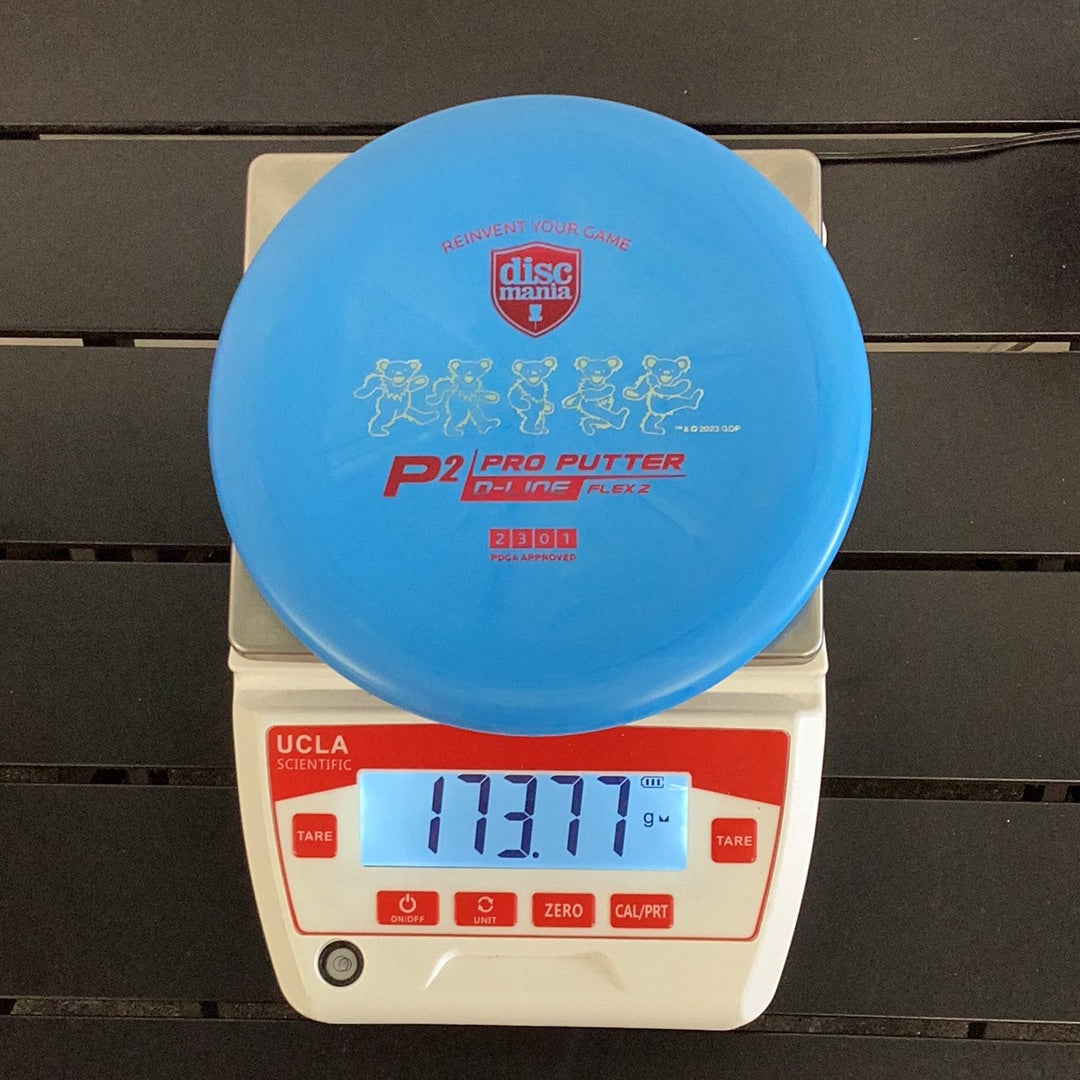 REINVENT YOUR GAME
disc
mania
™ & © 2023 GDP
P2 PRO PUTTER
D-LINE FLEX 2
2 3 0 1
PDGA APPROVED
UCLA
SCIENTIFIC
173.77 g
TARE
TARE
ON/OFF
UNIT
ZERO
CAL/PRT